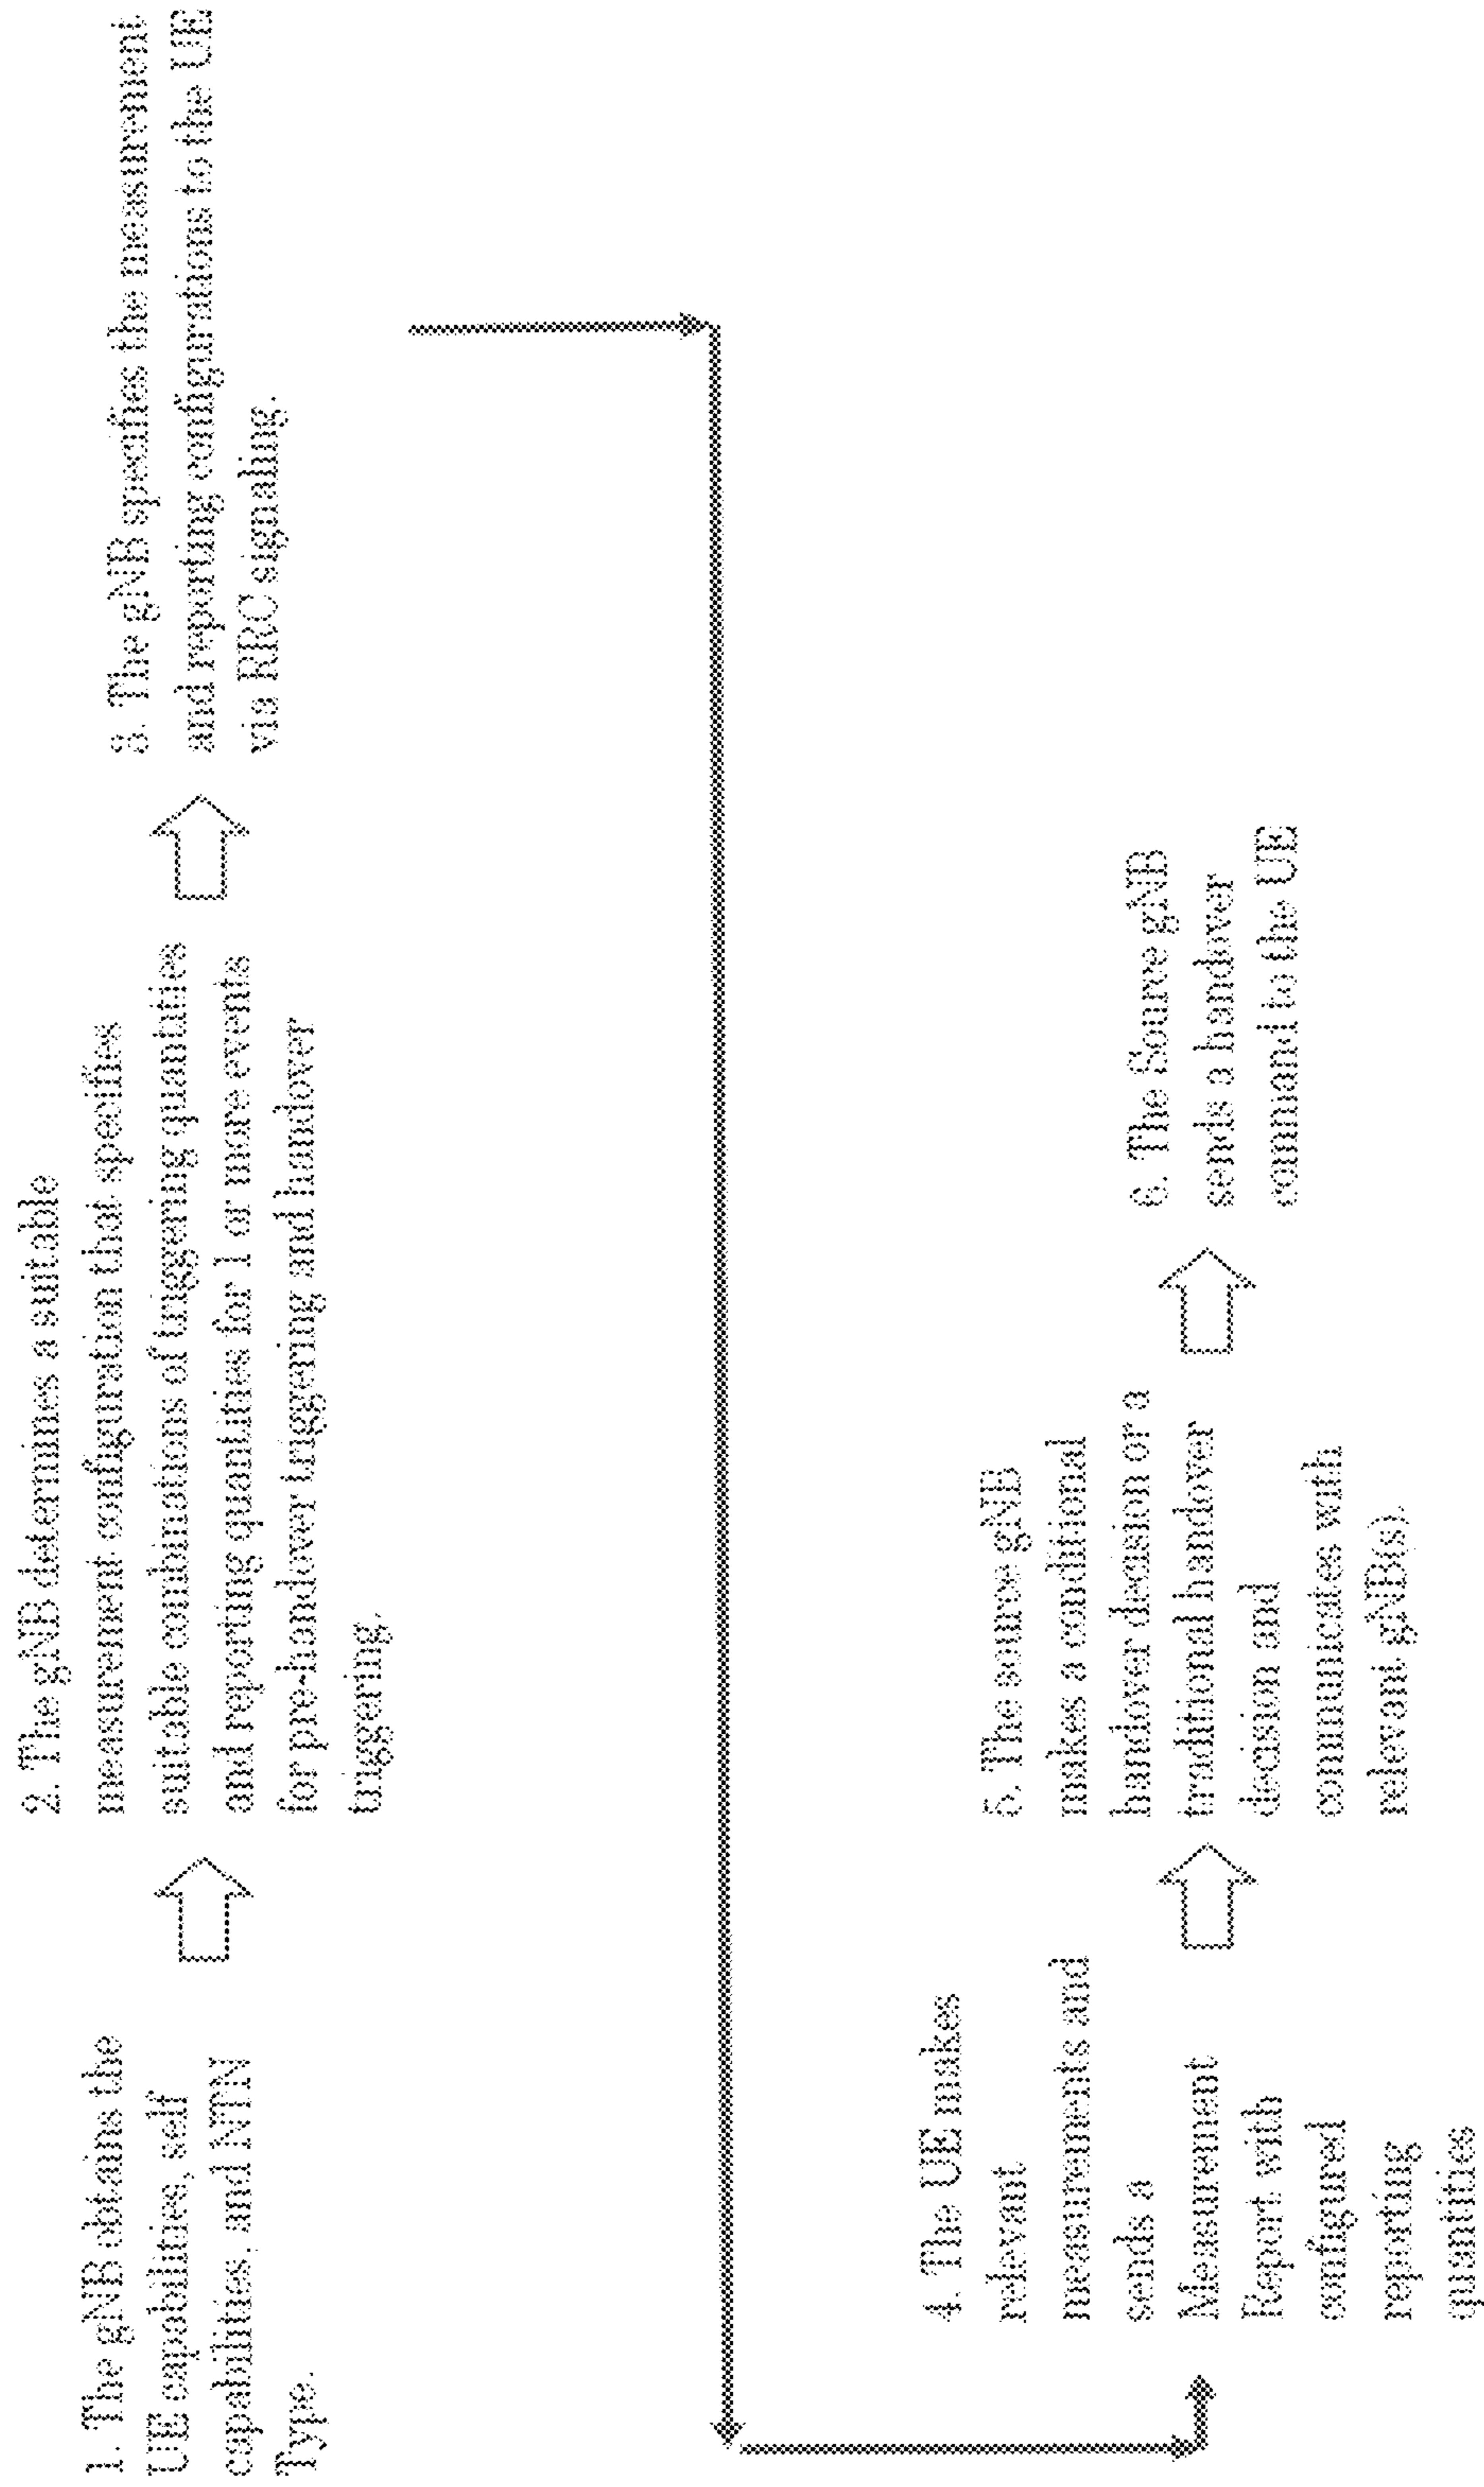 1. The gNB obtains the
UE capabilities, self
capabilities, and NTN
Type.
2. The gNB determines a suitable
measurement configuration that specifies
suitable combinations of triggering quantities
and reporting quantities for 1 or more events
for pre-handover triggering and handover
triggering.
3. The gNB specifies the measurement
and reporting configurations to the UE
via RRC signaling.
4. The UE makes
relevant
measurements and
sends a
Measurement
Report with
configured
reporting
quantities
5. The source gNB
makes a conditional
handover decision or a
traditional handover
decision and
communicates with
relevant gNB(s).
6. The Source gNB
sends a handover
command to the UE